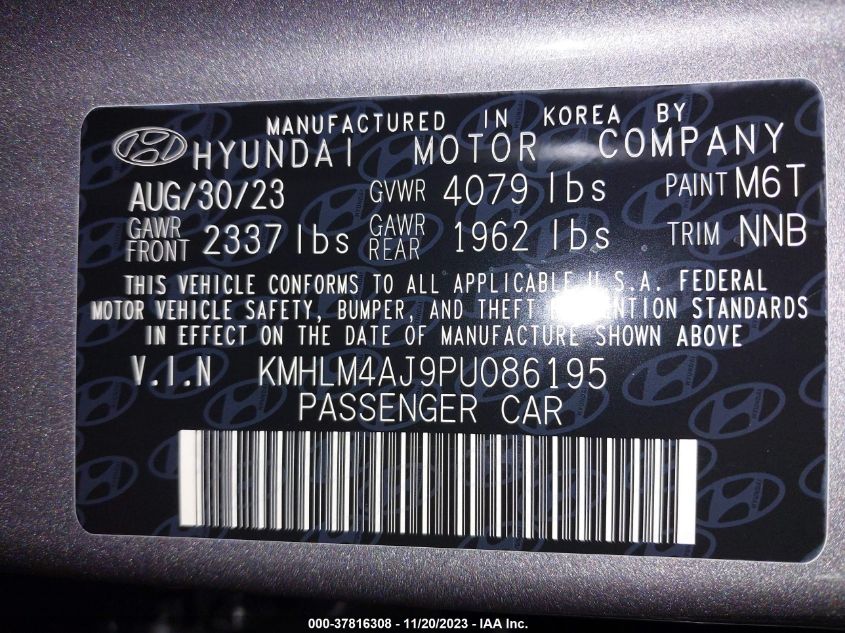 MANUFACTURED IN KOREA BY
HYUNDAI MOTOR COMPANY
AUG/30/23 GVWR 4079 lbs PAINT M6T
GAWR FRONT 2337 lbs GAWR REAR 1962 lbs TRIM NNB
THIS VEHICLE CONFORMS TO ALL APPLICABLE U.S.A. FEDERAL
MOTOR VEHICLE SAFETY, BUMPER, AND THEFT PREVENTION STANDARDS
IN EFFECT ON THE DATE OF MANUFACTURE SHOWN ABOVE
V.I.N KMHLM4AJ9PU086195
PASSENGER CAR
000-37816308 - 11/20/2023 - IAA Inc.